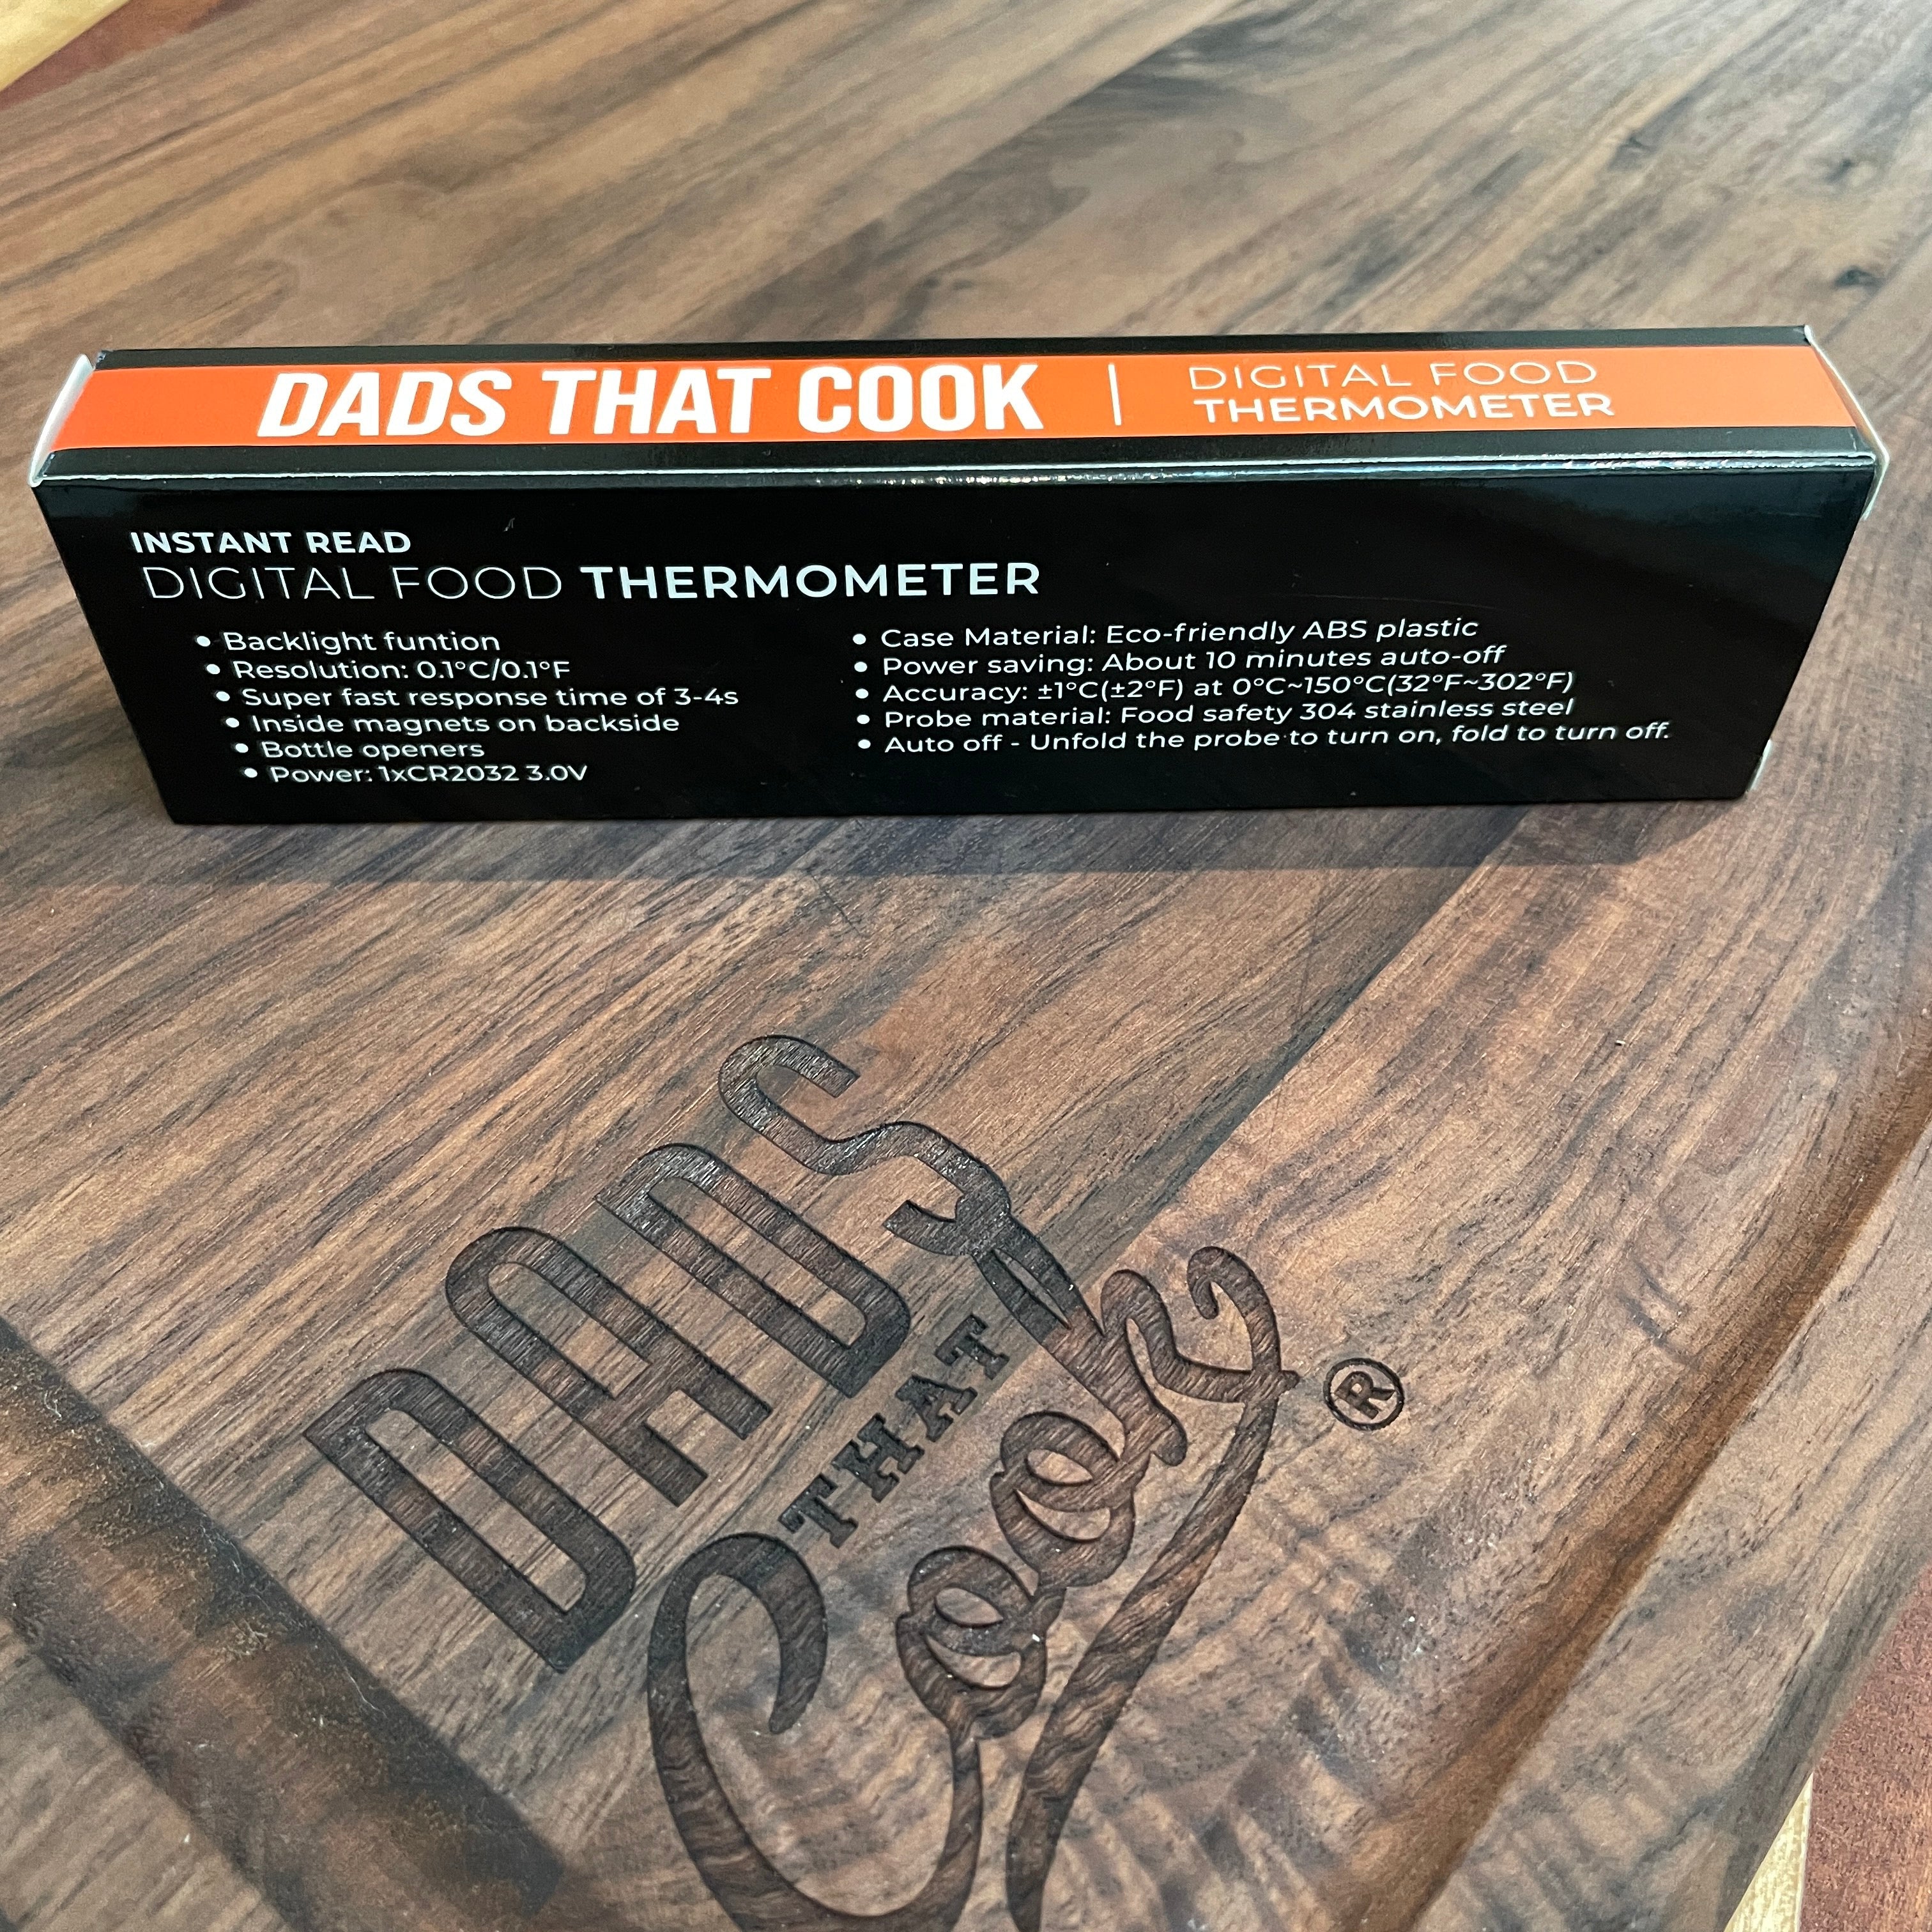 DADS THAT COOK | DIGITAL FOOD
THERMOMETER
INSTANT READ
DIGITAL FOOD THERMOMETER
• Backlight funtion
• Resolution: 0.1°C/0.1°F
• Super fast response time of 3-4s
• Inside magnets on backside
• Bottle openers
• Power: 1xCR2032 3.0V
• Case Material: Eco-friendly ABS plastic
• Power saving: About 10 minutes auto-off
• Accuracy: ±1°C(±2°F) at 0°C~150°C(32°F~302°F)
• Probe material: Food safety 304 stainless steel
• Auto off - Unfold the probe to turn on, fold to turn off.
DADS
THAT
Cook ®